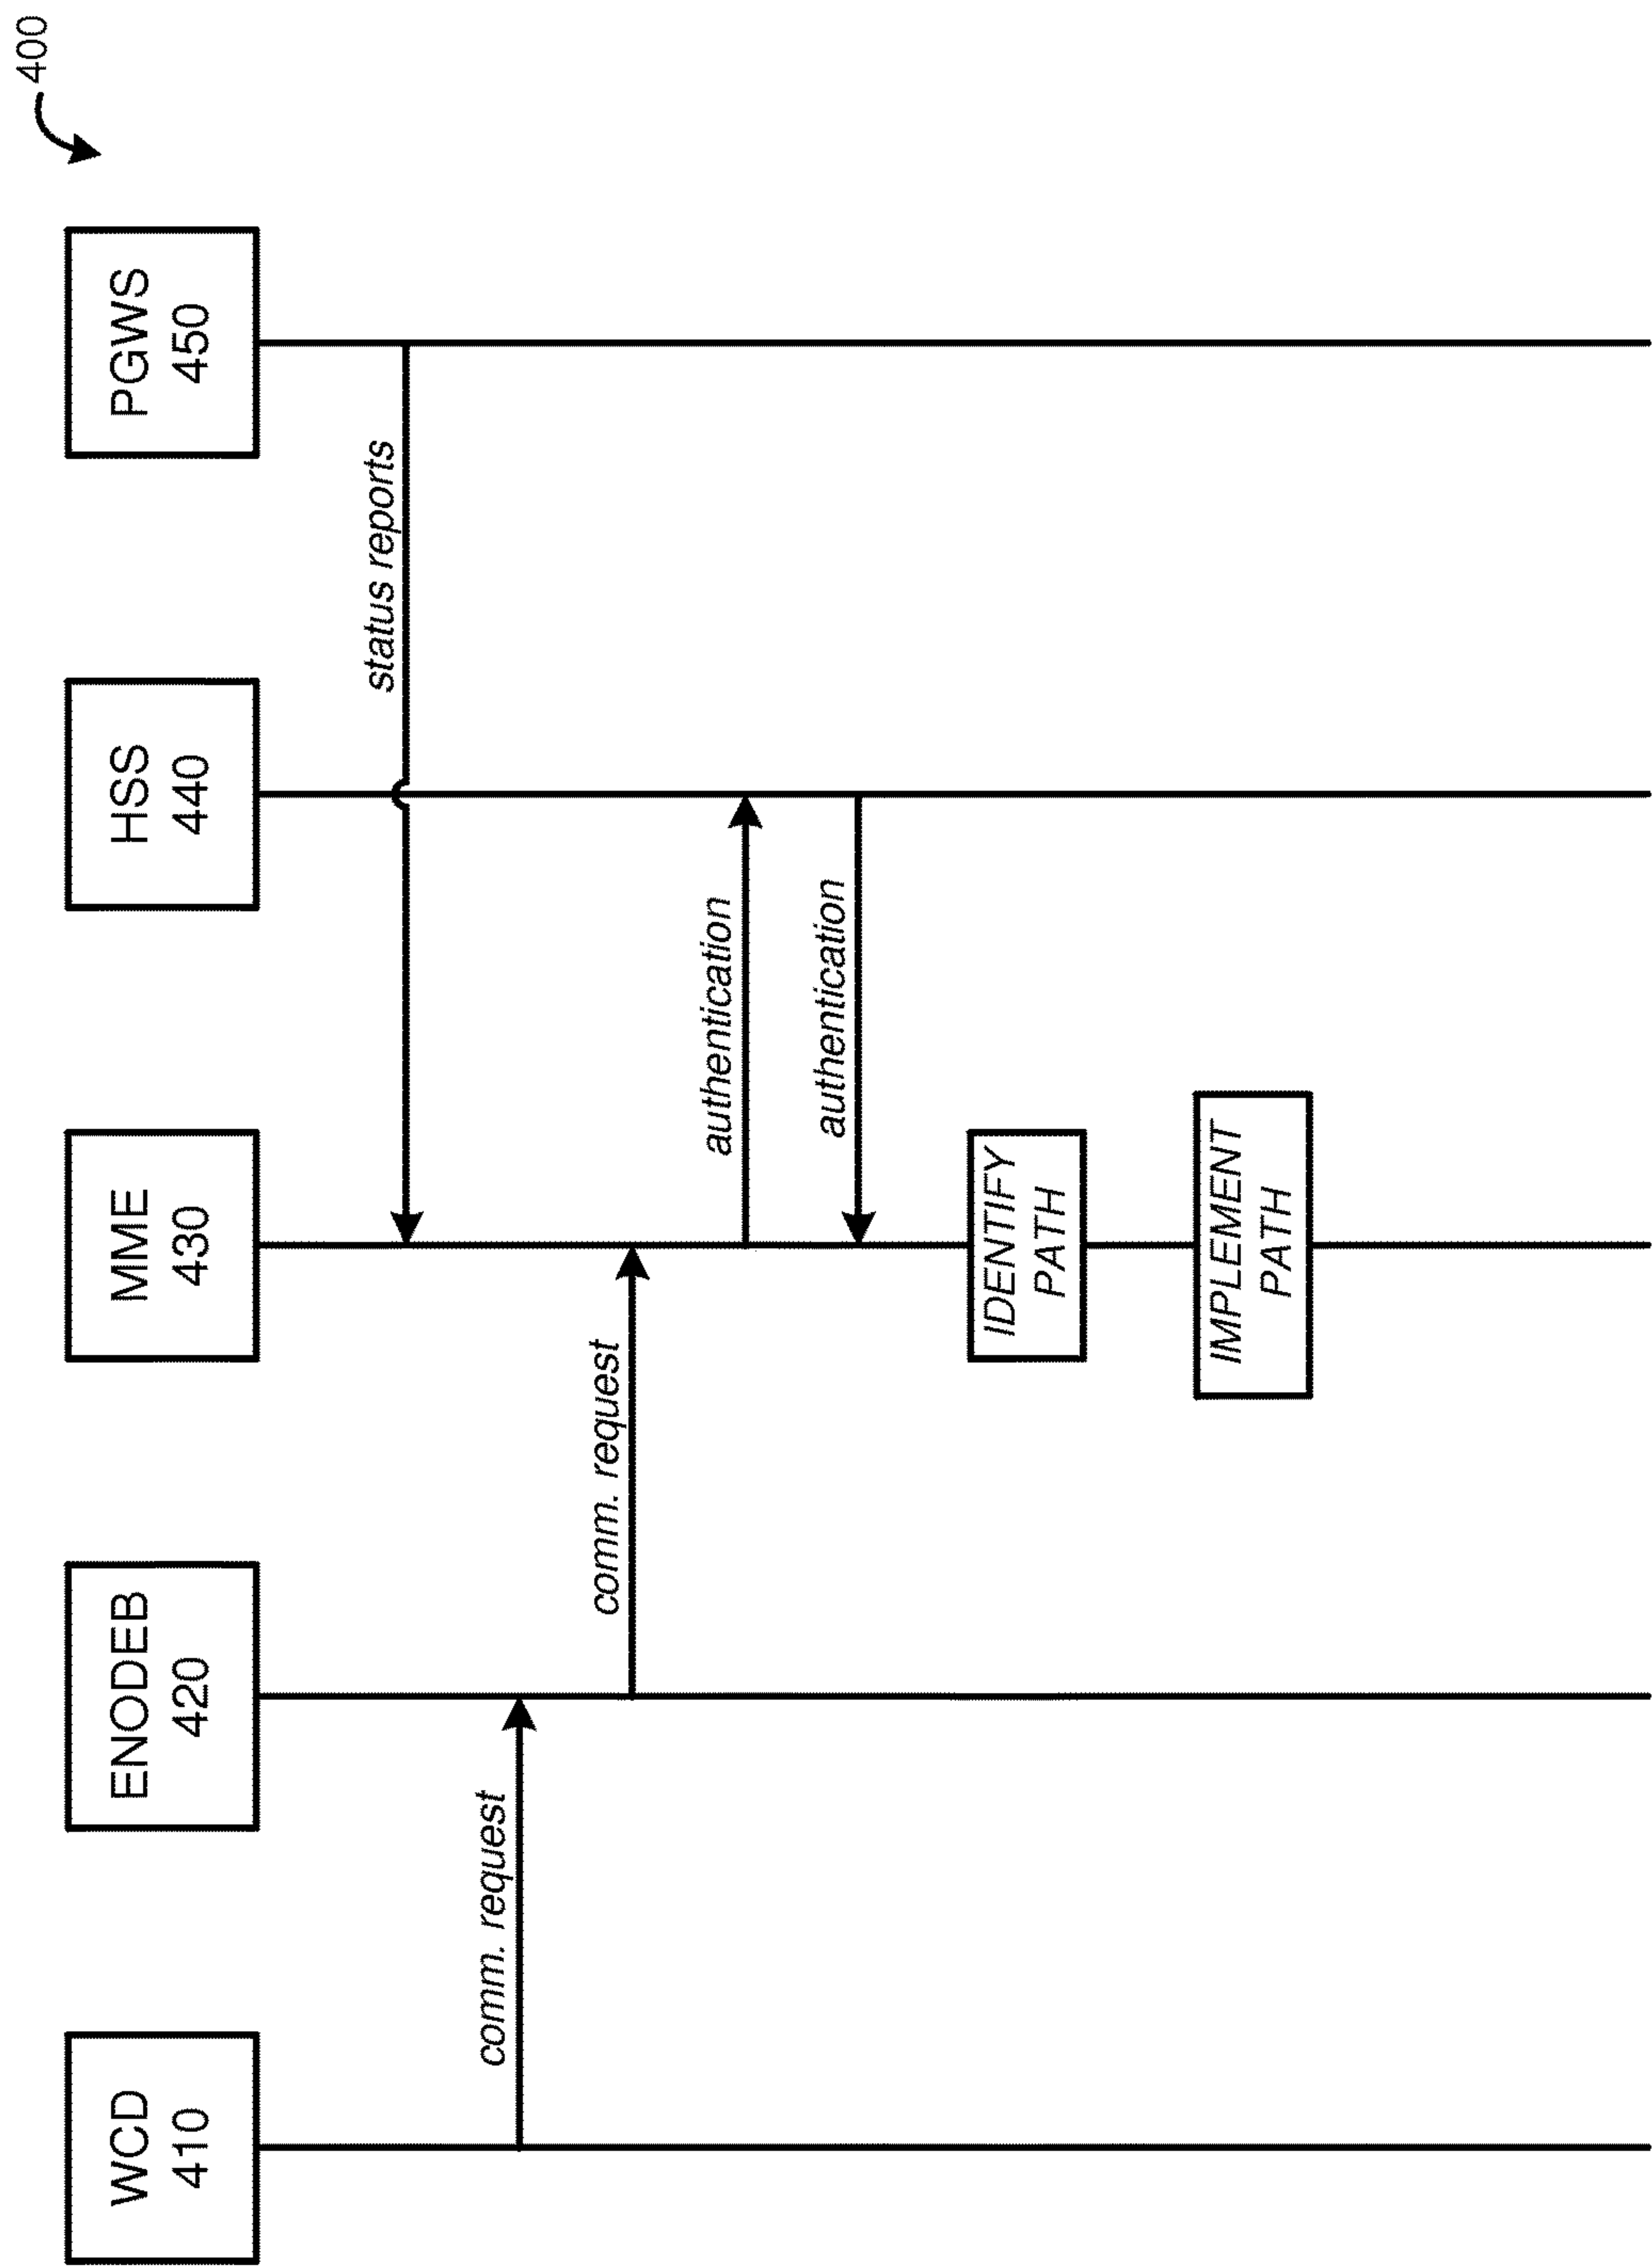 400
WCD
410
ENODEB
420
MME
430
HSS
440
PGWS
450
status reports
comm. request
comm. request
authentication
authentication
IDENTIFY
PATH
IMPLEMENT
PATH